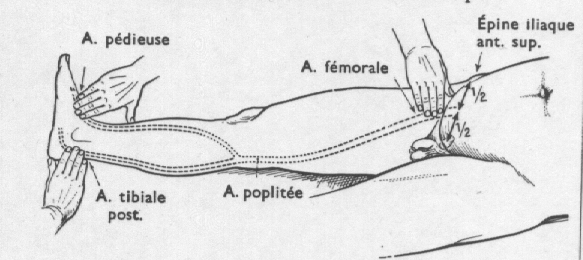 Épine iliaque
ant. sup.
A. pédieuse
A. fémorale
1/2
1/2
A. poplitée
A. tibiale
post.